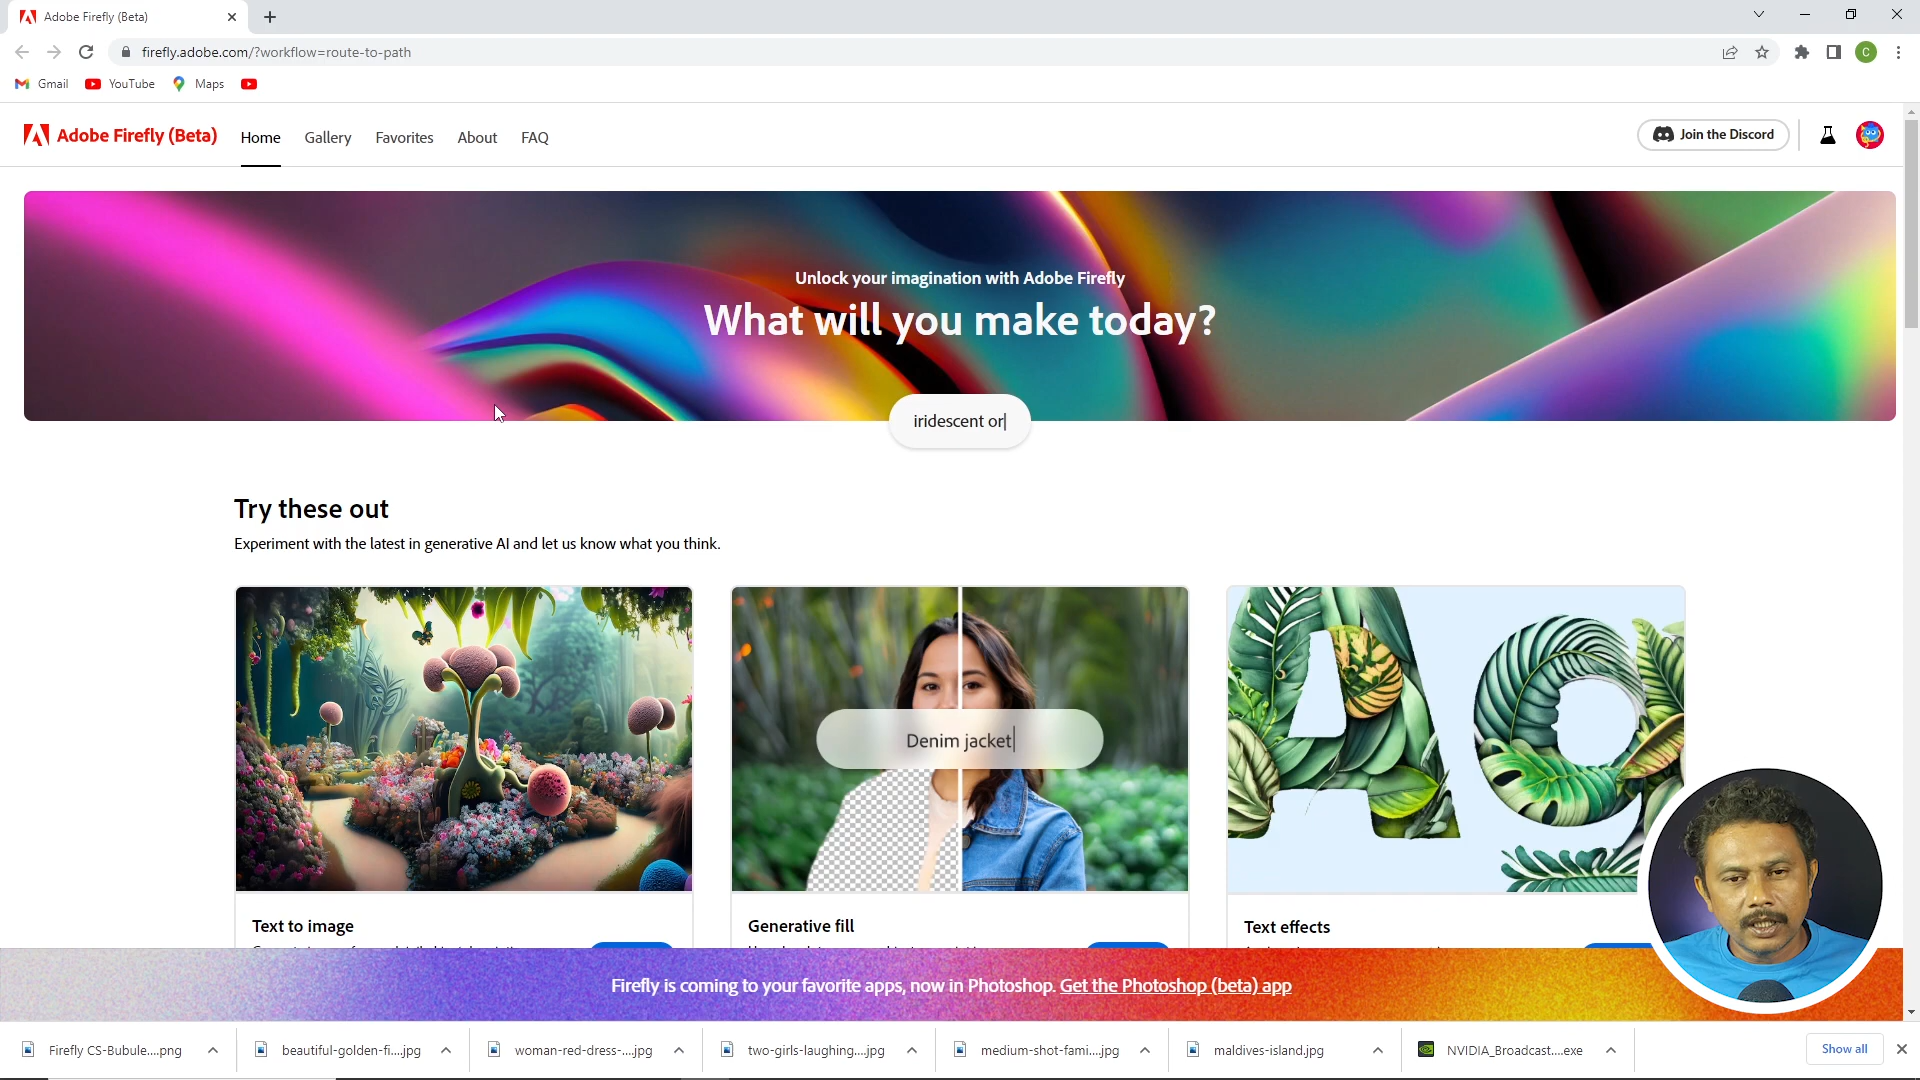 Adobe Firefly (Beta)
firefly.adobe.com/?workflow=route-to-path
C
Gmail
YouTube
Maps
Adobe Firefly (Beta)
Home
Gallery
Favorites
About
FAQ
Join the Discord
Unlock your imagination with Adobe Firefly
What will you make today?
iridescent or
Try these out
Experiment with the latest in generative AI and let us know what you think.
Denim jacket
Text to image
Generative fill
Text effects
Firefly is coming to your favorite apps, now in Photoshop. Get the Photoshop (beta) app
Firefly CS-Bubule....png
beautiful-golden-fi....jpg
woman-red-dress-....jpg
two-girls-laughing....jpg
medium-shot-fami....jpg
maldives-island.jpg
NVIDIA_Broadcast....exe
Show all